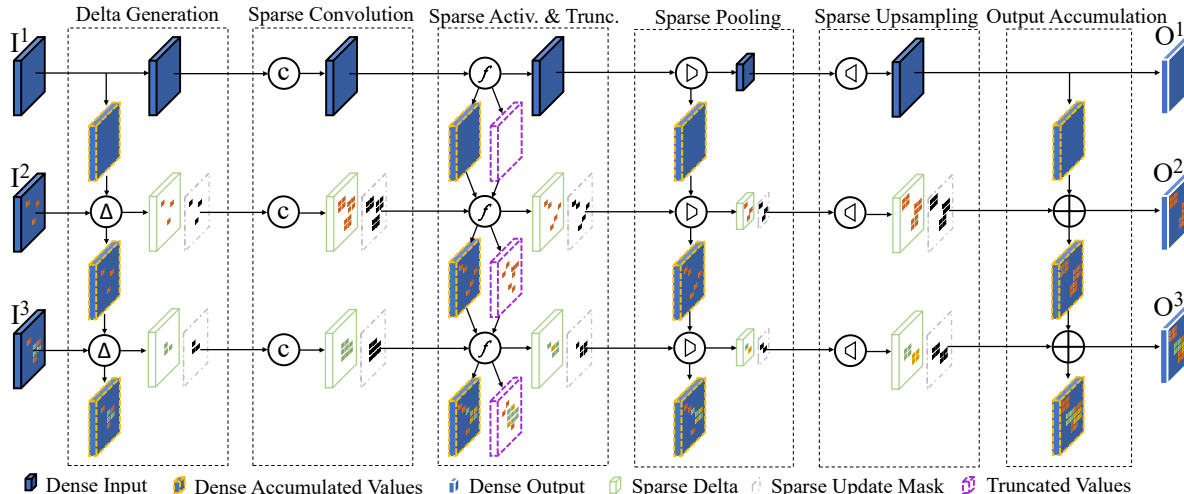 Delta Generation Sparse Convolution Sparse Activ. & Trunc. Sparse Pooling Sparse Upsampling Output Accumulation
I¹ c f O¹
I² Δ c f O²
I³ Δ c f O³
Dense Input Dense Accumulated Values Dense Output Sparse Delta Sparse Update Mask Truncated Values